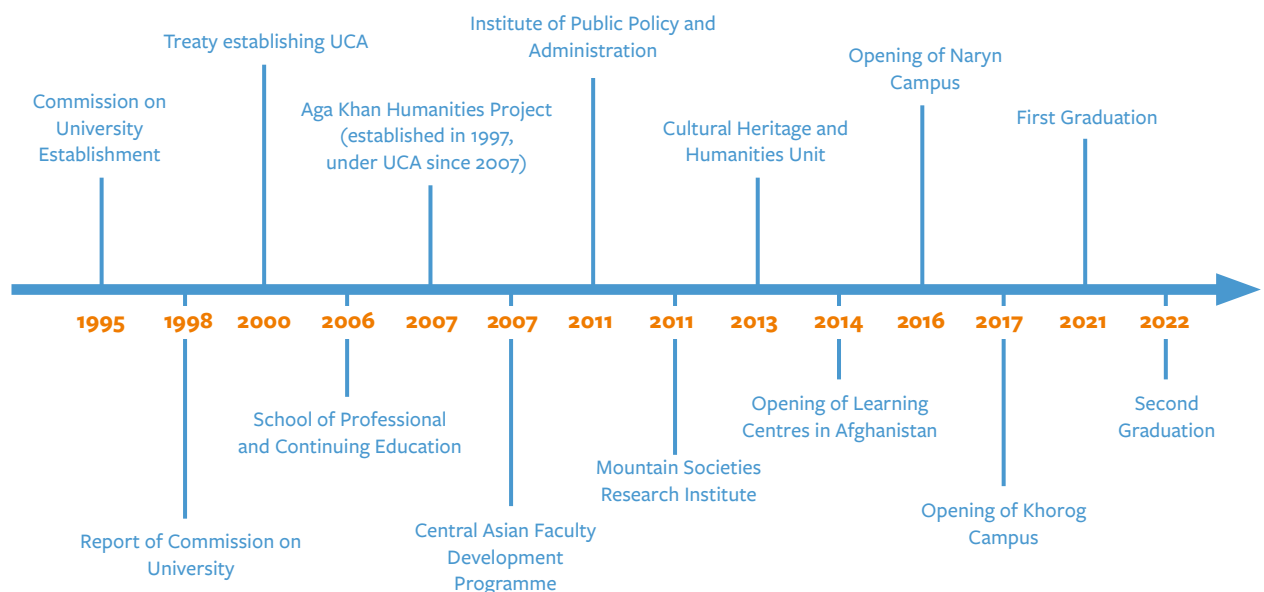 Institute of Public Policy and
Administration
Treaty establishing UCA
Opening of Naryn
Campus
Commission on
University
Establishment
Aga Khan Humanities Project
(established in 1997,
under UCA since 2007)
First Graduation
Cultural Heritage and
Humanities Unit
1995
1998
2000
2006
2007
2007
2011
2011
2013
2014
2016
2017
2021
2022
School of Professional
and Continuing Education
Opening of Learning
Centres in Afghanistan
Second
Graduation
Mountain Societies
Research Institute
Opening of Khorog
Campus
Report of Commission on
University
Central Asian Faculty
Development
Programme